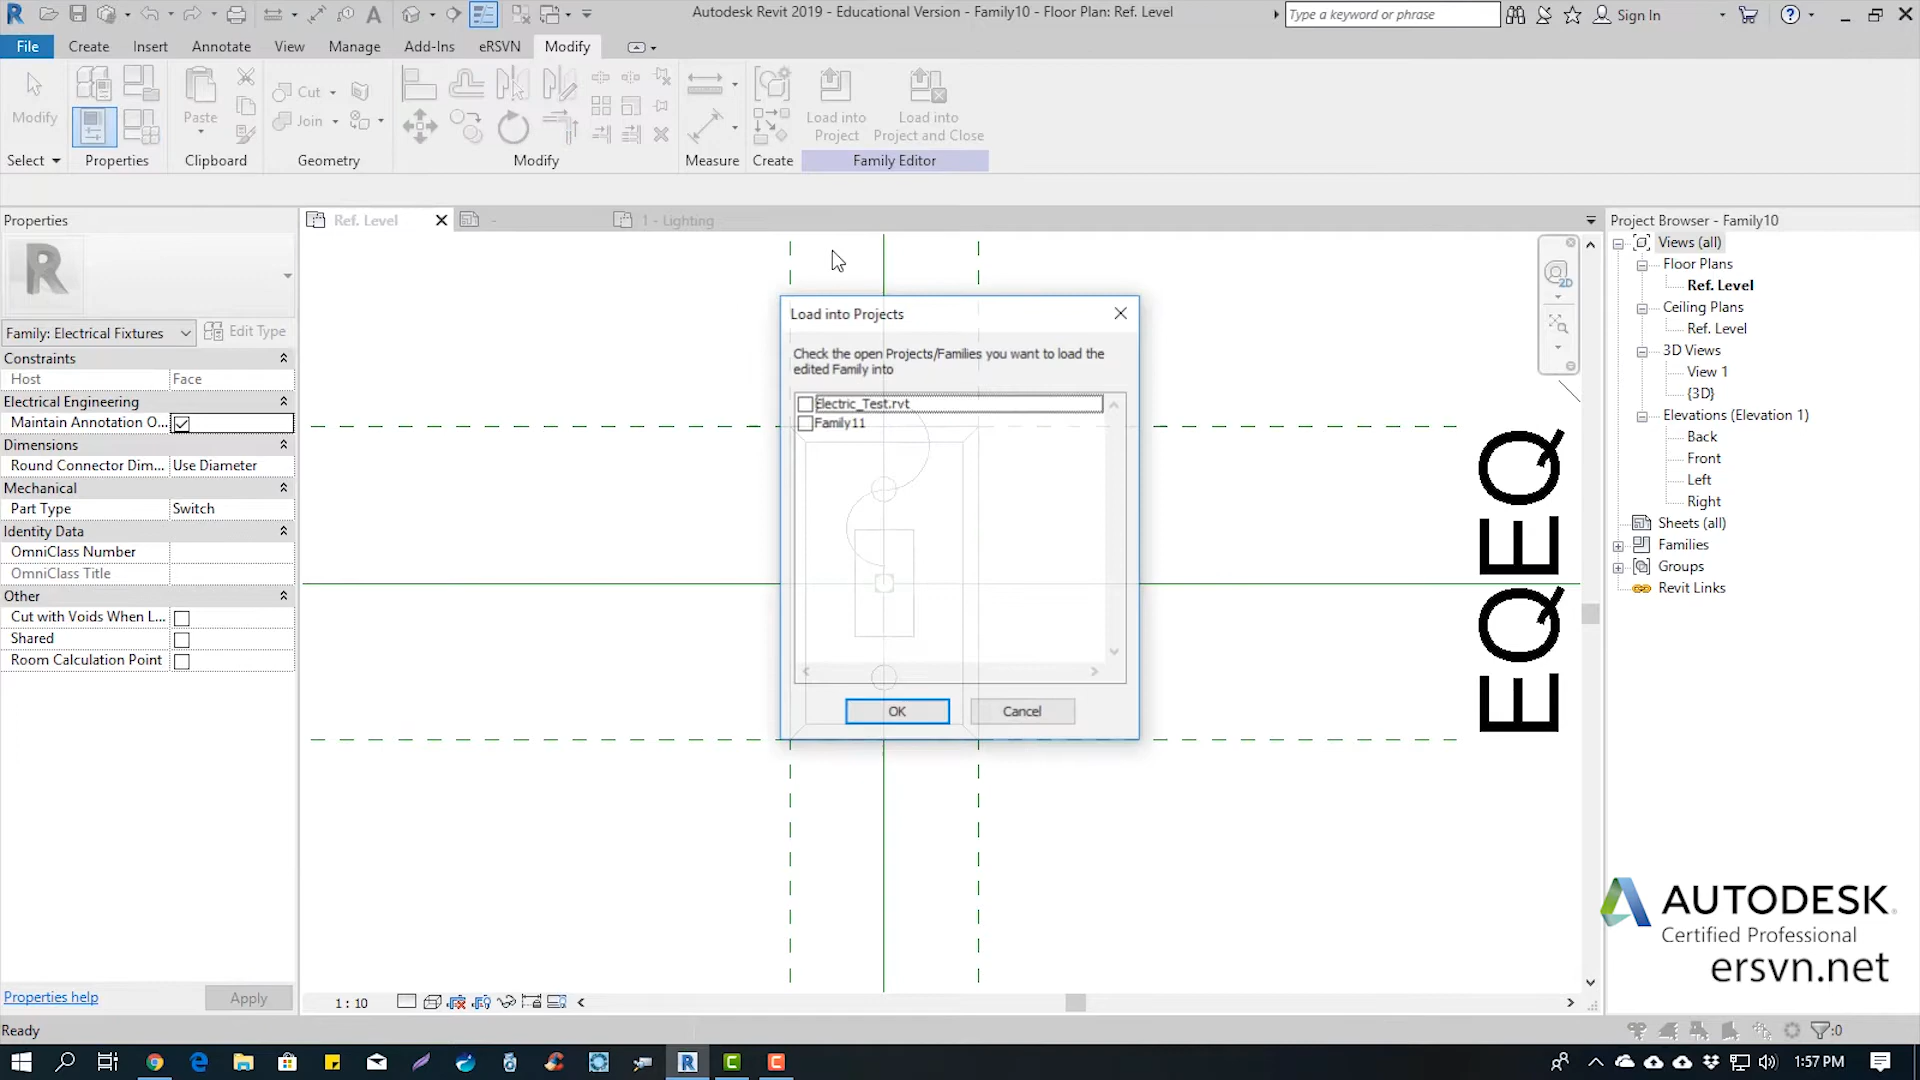 Autodesk Revit 2019 - Educational Version - Family10 - Floor Plan: Ref. Level
Type a keyword or phrase
Sign In
File
Create
Insert
Annotate
View
Manage
Add-Ins
eRSVN
Modify
Modify
Paste
Cut
Join
Load into Project
Load into Project and Close
Select
Properties
Clipboard
Geometry
Modify
Measure
Create
Family Editor
Properties
Family: Electrical Fixtures
Edit Type
Constraints
Host Face
Electrical Engineering
Maintain Annotation O...
Dimensions
Round Connector Dim... Use Diameter
Mechanical
Part Type Switch
Identity Data
OmniClass Number
OmniClass Title
Other
Cut with Voids When L...
Shared
Room Calculation Point
Properties help
Apply
Ref. Level
-
1 - Lighting
2D
Load into Projects
Check the open Projects/Families you want to load the
edited Family into
Electric_Test.rvt
Family11
OK
Cancel
EQ
EQ
1 : 10
Project Browser - Family10
Views (all)
Floor Plans
Ref. Level
Ceiling Plans
Ref. Level
3D Views
View 1
{3D}
Elevations (Elevation 1)
Back
Front
Left
Right
Sheets (all)
Families
Groups
Revit Links
AUTODESK.
Certified Professional
ersvn.net
Ready
:0
1:57 PM